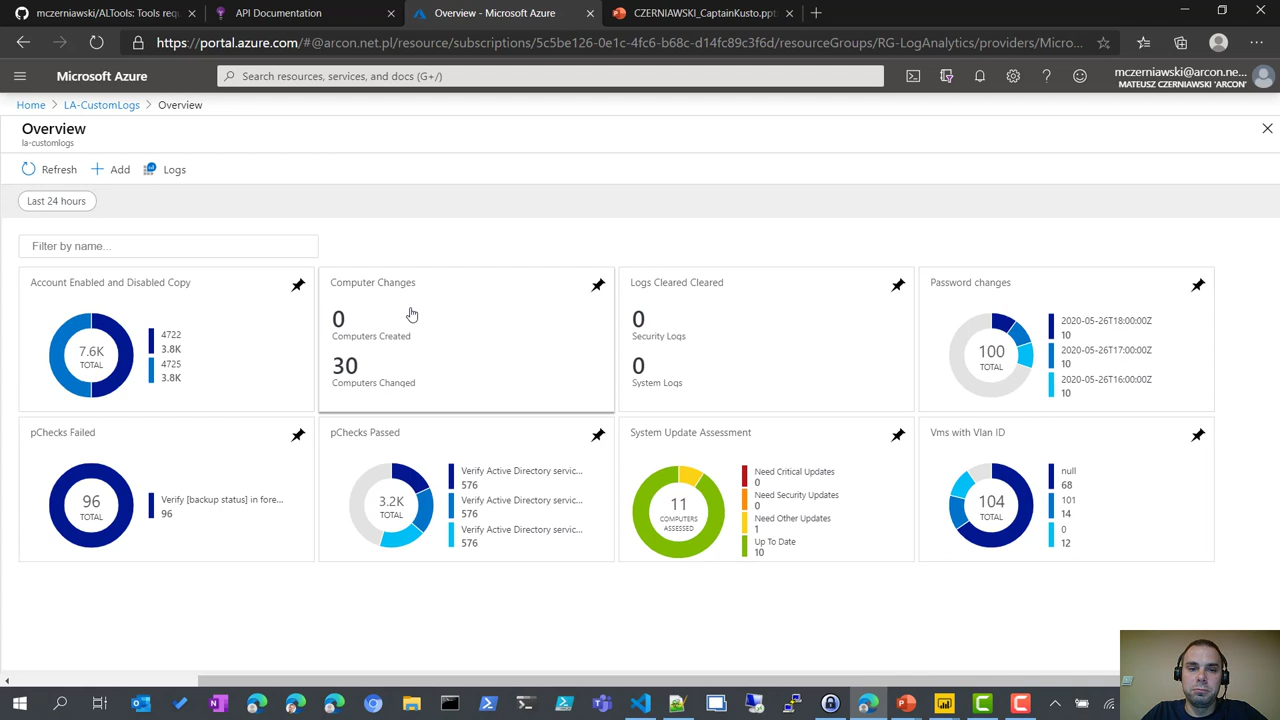 mczerniawski/ALTools: Tools requ
API Documentation
Overview - Microsoft Azure
CZERNIAWSKI_CaptainKusto.ppt
https://portal.azure.com/#@arcon.net.pl/resource/subscriptions/5c5be126-0e1c-4fc6-b68c-d14fc89c3f6d/resourceGroups/RG-LogAnalytics/providers/Micro...
Microsoft Azure
Search resources, services, and docs (G+/)
mczerniawski@arcon.ne...
MATEUSZ CZERNIAWSKI 'ARCON'
Home > LA-CustomLogs > Overview
Overview
la-customlogs
Refresh Add Logs
Last 24 hours
Filter by name...
Account Enabled and Disabled Copy
7.6K
TOTAL
4722
3.8K
4725
3.8K
Computer Changes
0
Computers Created
30
Computers Changed
Logs Cleared Cleared
0
Security Logs
0
System Logs
Password changes
100
TOTAL
2020-05-26T18:00:00Z
10
2020-05-26T17:00:00Z
10
2020-05-26T16:00:00Z
10
pChecks Failed
96
TOTAL
Verify [backup status] in fore...
96
pChecks Passed
3.2K
TOTAL
Verify Active Directory servic...
576
Verify Active Directory servic...
576
Verify Active Directory servic...
576
System Update Assessment
11
COMPUTERS
ASSESSED
Need Critical Updates
0
Need Security Updates
0
Need Other Updates
1
Up To Date
10
Vms with Vlan ID
104
TOTAL
null
68
101
14
0
12